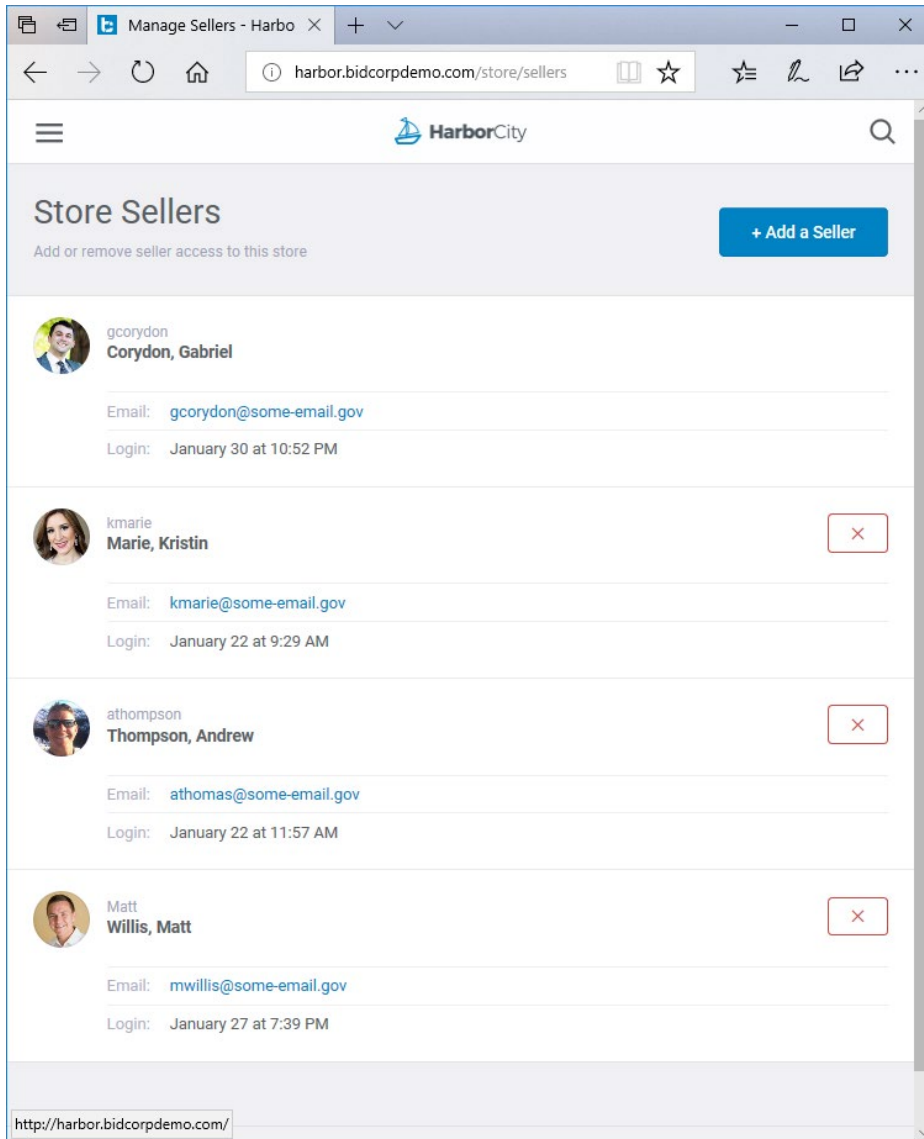 Manage Sellers - Harbo
harbor.bidcorpdemo.com/store/sellers
HarborCity
Store Sellers
+ Add a Seller
Add or remove seller access to this store
gcorydon
Corydon, Gabriel
Email: gcorydon@some-email.gov
Login: January 30 at 10:52 PM
kmarie
Marie, Kristin
Email: kmarie@some-email.gov
Login: January 22 at 9:29 AM
athompson
Thompson, Andrew
Email: athomas@some-email.gov
Login: January 22 at 11:57 AM
Matt
Willis, Matt
Email: mwillis@some-email.gov
Login: January 27 at 7:39 PM
http://harbor.bidcorpdemo.com/